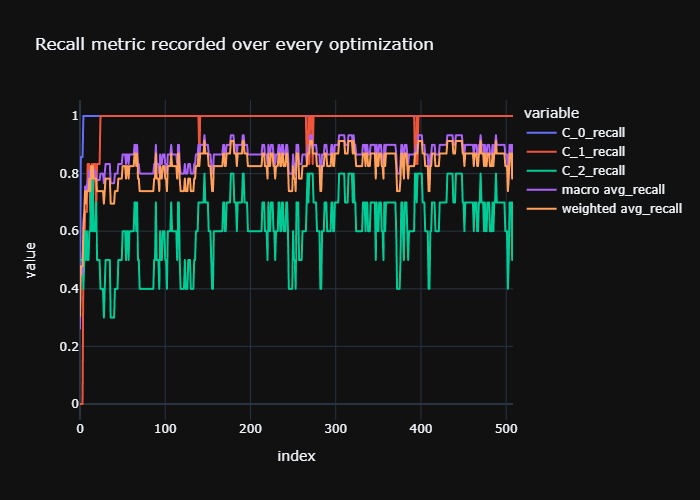 Recall metric recorded over every optimization
variable
C_0_recall
C_1_recall
C_2_recall
macro avg_recall
weighted avg_recall
1
0.8
0.6
0.4
0.2
0
value
0 100 200 300 400 500
index